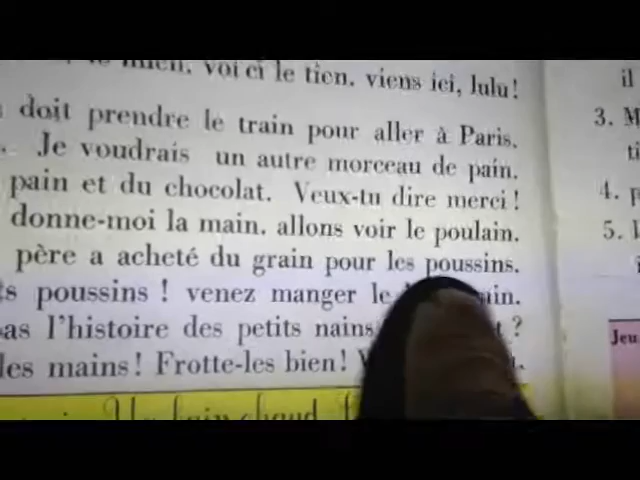 mien. voici le tien. viens ici, lulu!
doit prendre le train pour aller à Paris.
. Je voudrais un autre morceau de pain.
pain et du chocolat. Veux-tu dire merci!
donne-moi la main. allons voir le poulain.
père a acheté du grain pour les poussins.
poussins! venez manger le
l'histoire des petits nains ?
les mains! Frotte-les bien!
il
3. M
4.
5.
Jeu